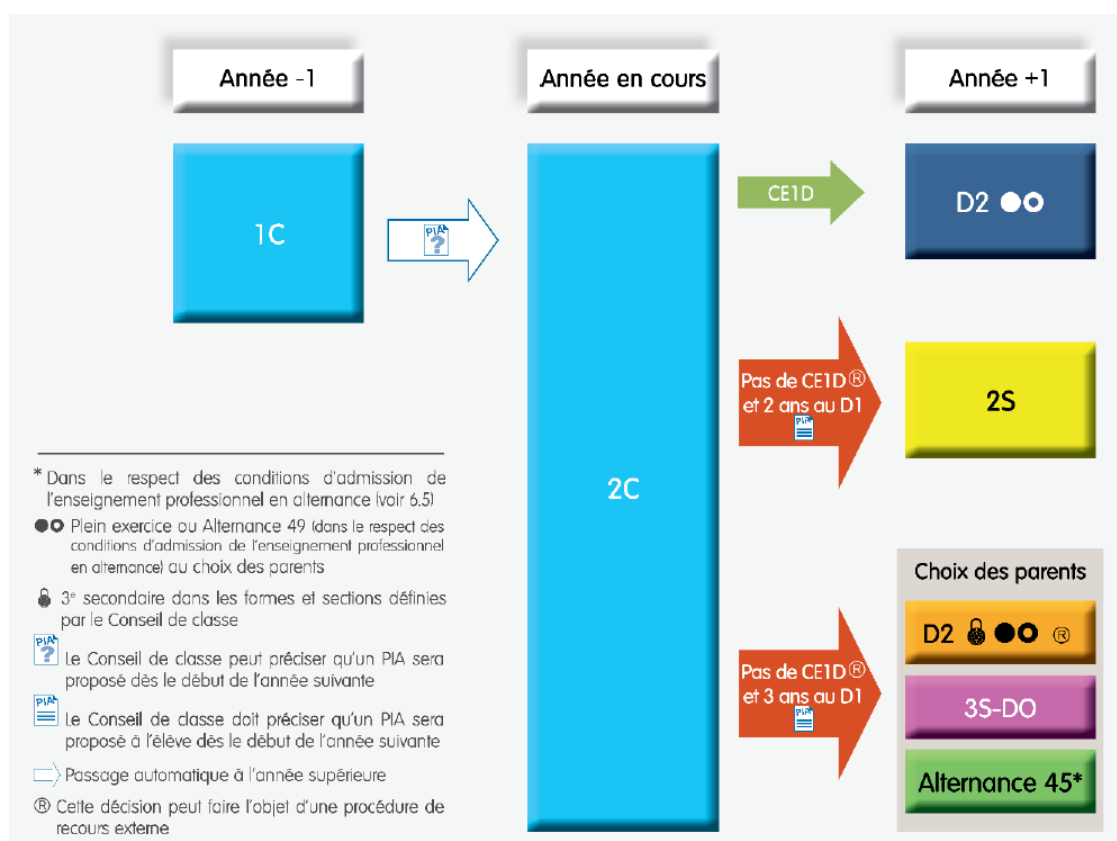 Année -1
Année en cours
Année +1
1C
PIA
?
2C
CE1D
D2 ●○
Pas de CE1D ®
et 2 ans au D1
PIA
2S
Pas de CE1D ®
et 3 ans au D1
PIA
Choix des parents
D2 ●○ ®
3S-DO
Alternance 45*
* Dans le respect des conditions d'admission de
l'enseignement professionnel en alternance (voir 6.5)
●○ Plein exercice ou Alternance 49 (dans le respect des
conditions d'admission de l'enseignement professionnel
en alternance) au choix des parents
3e secondaire dans les formes et sections définies
par le Conseil de classe
PIA
?
Le Conseil de classe peut préciser qu'un PIA sera
proposé dès le début de l'année suivante
PIA
Le Conseil de classe doit préciser qu'un PIA sera
proposé à l'élève dès le début de l'année suivante
Passage automatique à l'année supérieure
® Cette décision peut faire l'objet d'une procédure de
recours externe